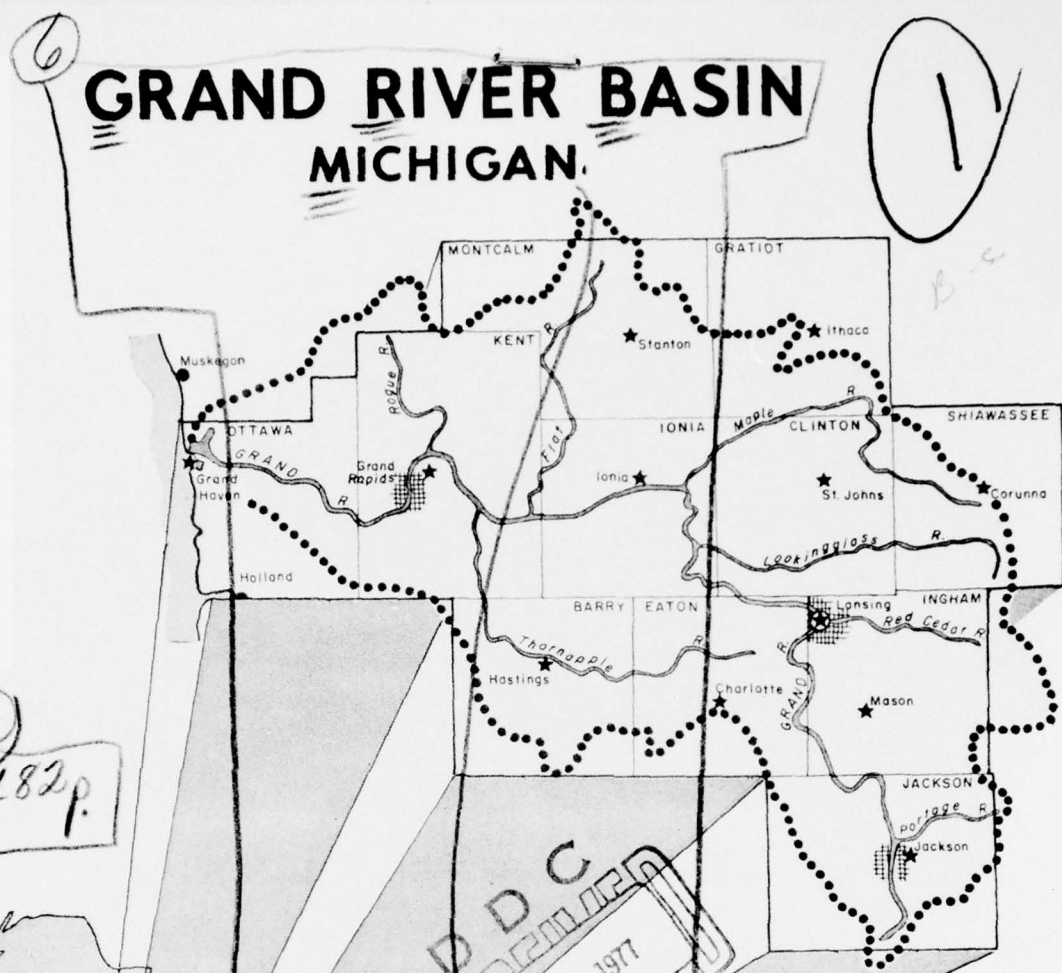 6
GRAND RIVER BASIN
MICHIGAN
1
MONTCALM
GRATIOT
Ithaca
Stanton
KENT
R.
Rogue R.
Muskegon
Flat
Maple R.
SHIAWASSEE
OTTAWA
IONIA
CLINTON
GRAND R.
Grand
Rapids
Grand
Haven
Ionia
St. Johns
Corunna
Lookingglass R.
Holland
BARRY
EATON
Lansing
INGHAM
Red Cedar R.
Thornapple R.
Hastings
Charlotte
GRAND R.
Mason
182p.
JACKSON
Portage R.
Jackson
D D C
1977